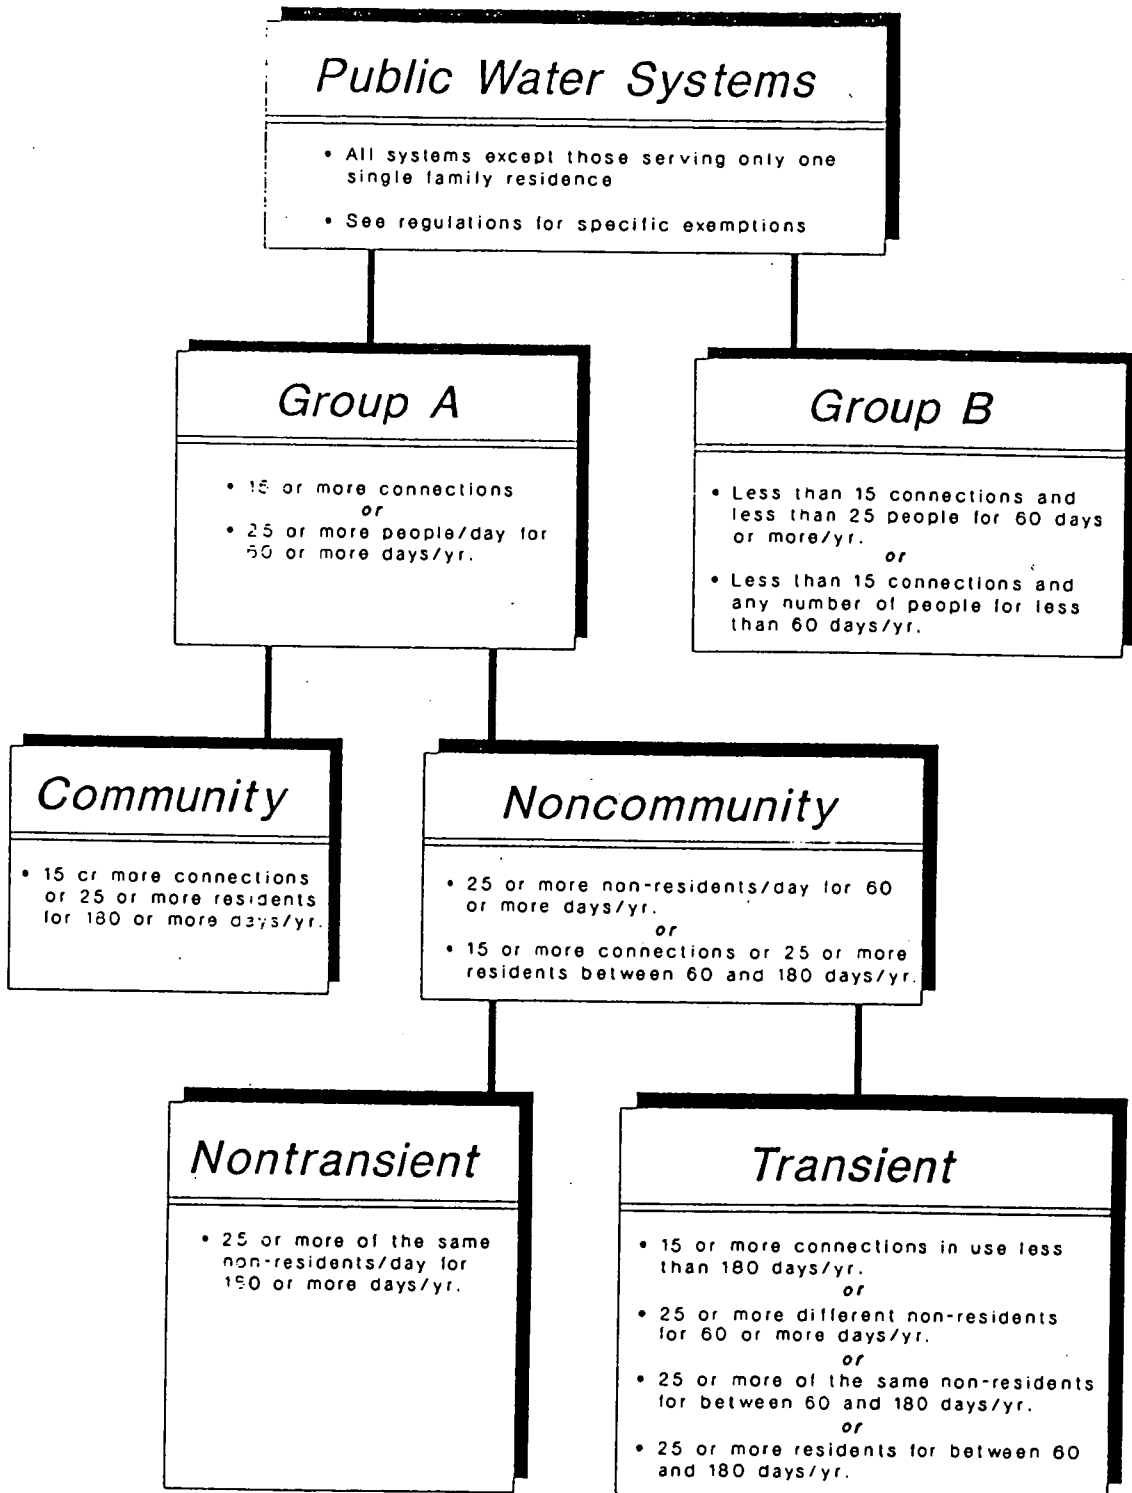 Public Water Systems
• All systems except those serving only one
single family residence
• See regulations for specific exemptions
Group A
• 15 or more connections
or
• 25 or more people/day for
60 or more days/yr.
Group B
• Less than 15 connections and
less than 25 people for 60 days
or more/yr.
or
• Less than 15 connections and
any number of people for less
than 60 days/yr.
Community
• 15 or more connections
or 25 or more residents
for 180 or more days/yr.
Noncommunity
• 25 or more non-residents/day for 60
or more days/yr.
or
• 15 or more connections or 25 or more
residents between 60 and 180 days/yr.
Nontransient
• 25 or more of the same
non-residents/day for
180 or more days/yr.
Transient
• 15 or more connections in use less
than 180 days/yr.
or
• 25 or more different non-residents
for 60 or more days/yr.
or
• 25 or more of the same non-residents
for between 60 and 180 days/yr.
or
• 25 or more residents for between 60
and 180 days/yr.